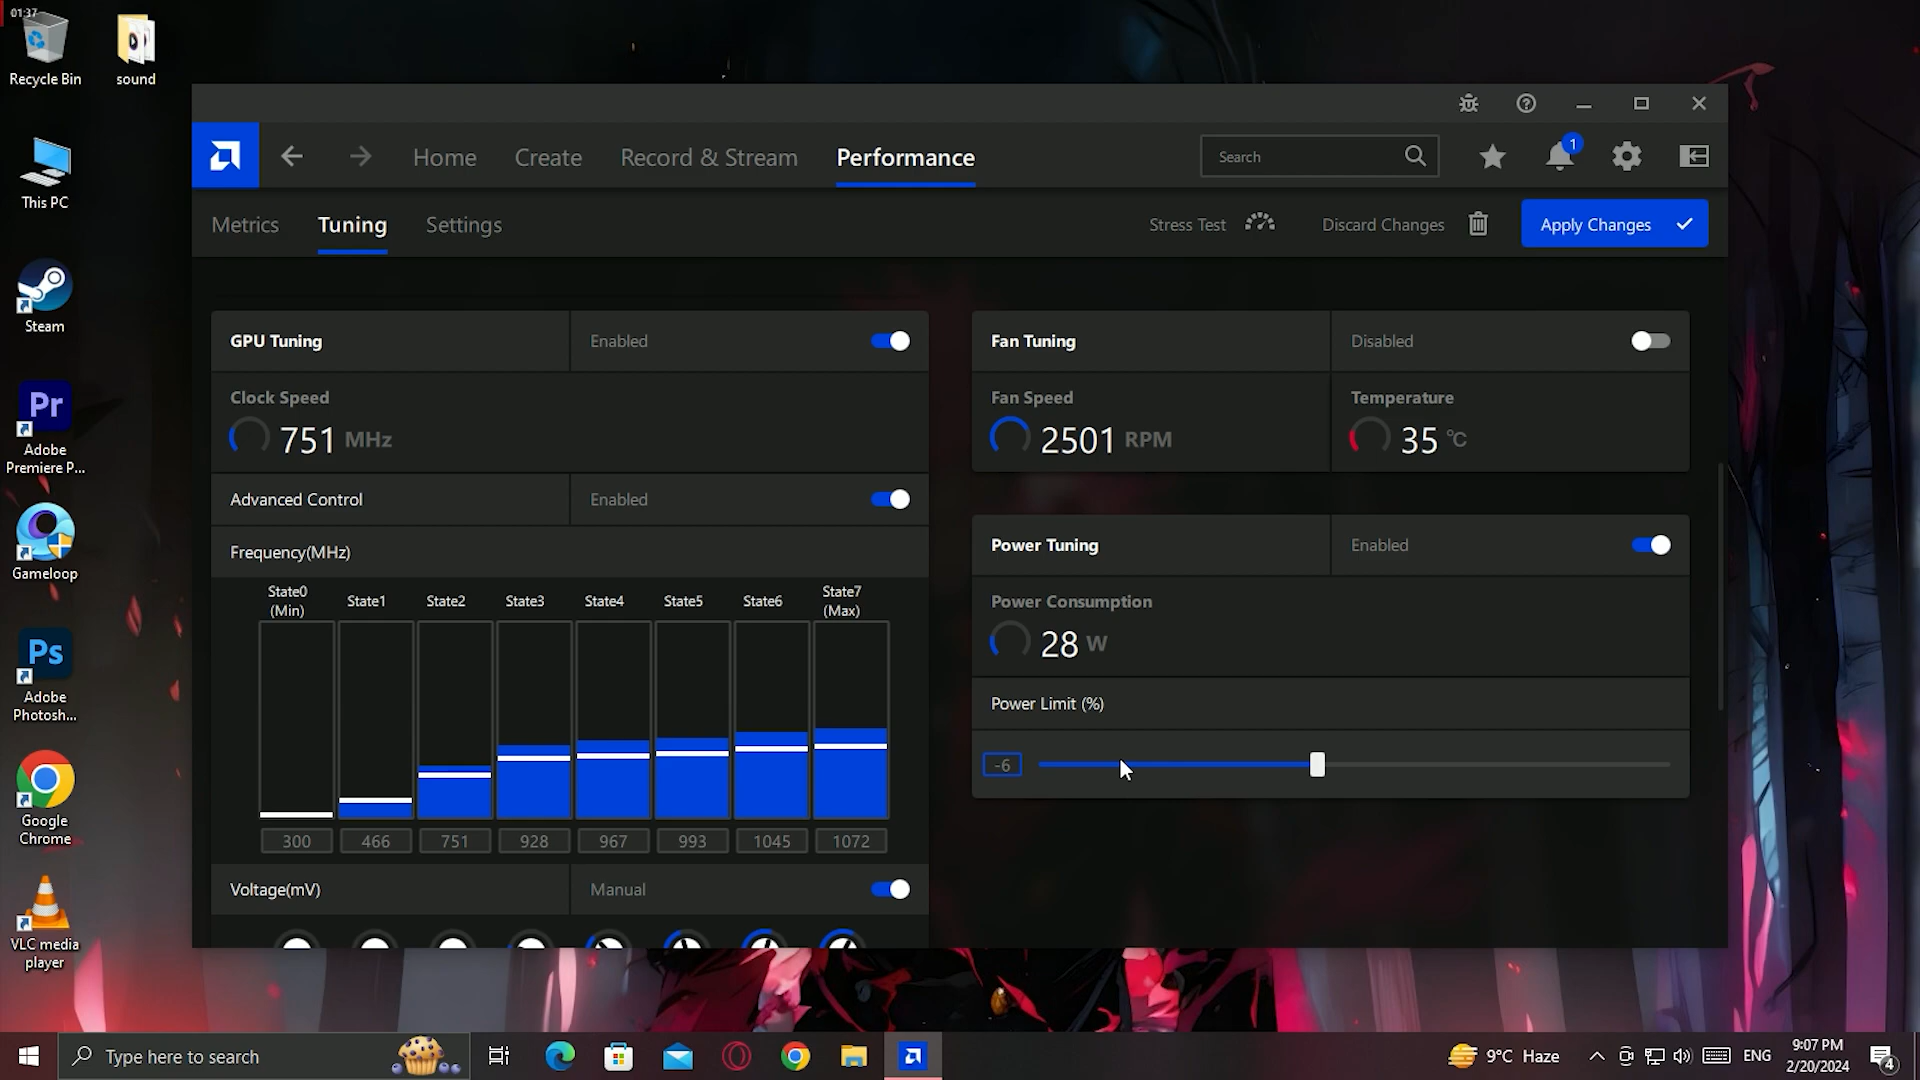 01:37
Recycle Bin
sound
This PC
Steam
Pr
Adobe
Premiere P...
Gameloop
Ps
Adobe
Photosh...
Google
Chrome
VLC media
player
Home
Create
Record & Stream
Performance
Search
1
Metrics
Tuning
Settings
Stress Test
Discard Changes
Apply Changes
GPU Tuning
Enabled
Clock Speed
751 MHz
Advanced Control
Enabled
Frequency(MHz)
State0
(Min)
State1
State2
State3
State4
State5
State6
State7
(Max)
300
466
751
928
967
993
1045
1072
Voltage(mV)
Manual
Fan Tuning
Disabled
Fan Speed
2501 RPM
Temperature
35 °C
Power Tuning
Enabled
Power Consumption
28 W
Power Limit (%)
-6
Type here to search
9°C Haze
ENG
9:07 PM
2/20/2024
4